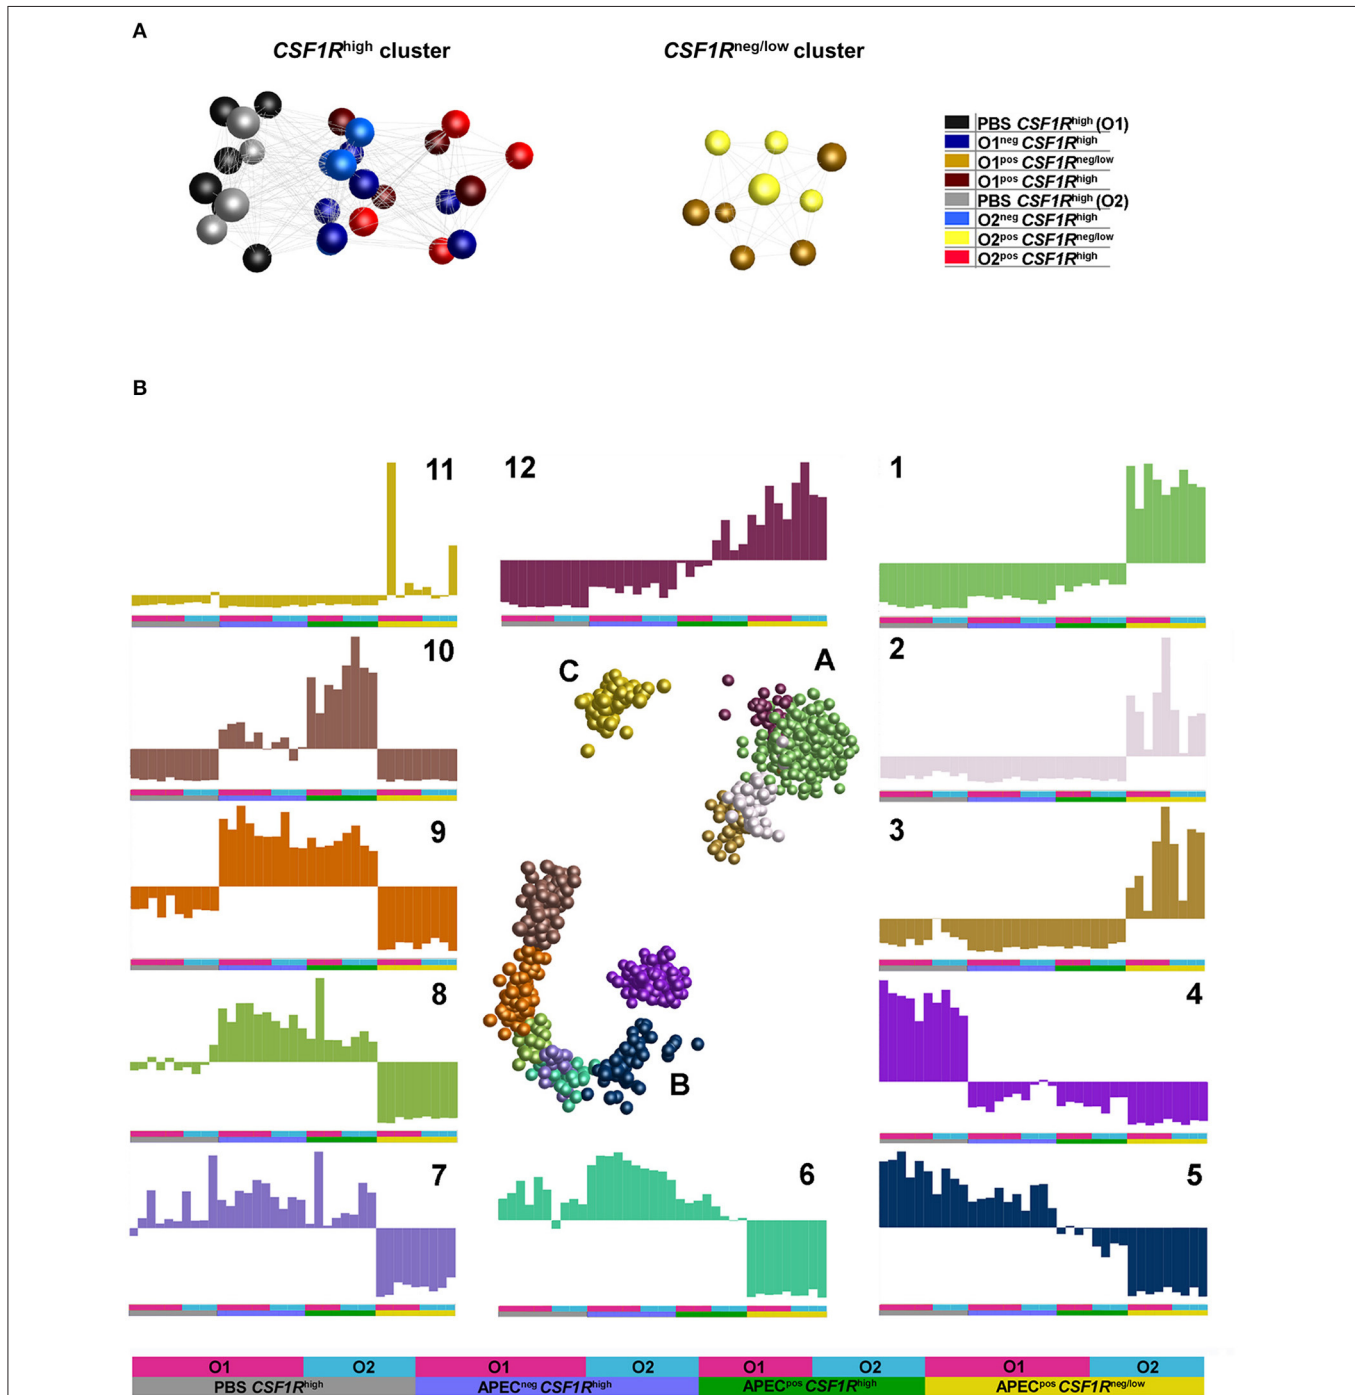 A
CSF1Rhigh cluster
CSF1Rneg/low cluster
PBS CSF1Rhigh (O1)
O1neg CSF1Rhigh
O1pos CSF1Rneg/low
O1pos CSF1Rhigh
PBS CSF1Rhigh (O2)
O2neg CSF1Rhigh
O2pos CSF1Rneg/low
O2pos CSF1Rhigh
B
11
12
1
10
C
A
2
9
3
8
4
B
7
6
5
O1 O2 O1 O2 O1 O2 O1 O2
PBS CSF1Rhigh APECneg CSF1Rhigh APECpos CSF1Rhigh APECpos CSF1Rneg/low